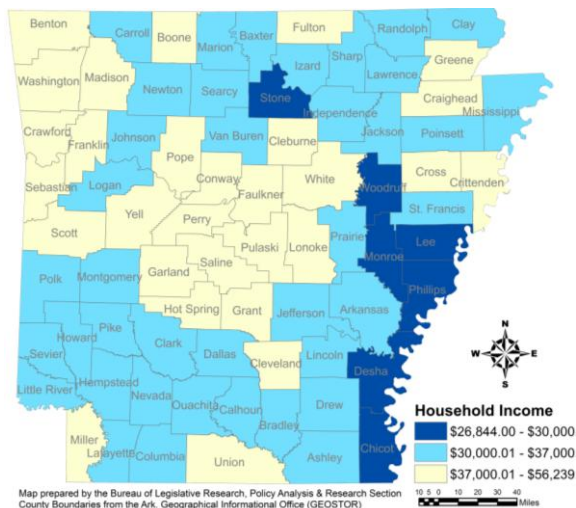 Benton
Carroll
Boone
Marion
Baxter
Fulton
Randolph
Clay
Washington
Madison
Newton
Searcy
Stone
Izard
Sharp
Lawrence
Greene
Craighead
Mississippi
Independence
Crawford
Franklin
Johnson
Van Buren
Cleburne
Jackson
Poinsett
Sebastian
Logan
Pope
Conway
Faulkner
White
Woodruff
Cross
Crittenden
St. Francis
Scott
Yell
Perry
Pulaski
Lonoke
Prairie
Monroe
Lee
Phillips
Polk
Montgomery
Garland
Saline
Hot Spring
Grant
Jefferson
Arkansas
Howard
Pike
Clark
Dallas
Cleveland
Lincoln
Desha
Sevier
Little River
Hempstead
Nevada
Ouachita
Calhoun
Bradley
Drew
Chicot
Miller
Lafayette
Columbia
Union
Ashley
N
W
E
S
Household Income
$26,844.00 - $30,000
$30,000.01 - $37,000
$37,000.01 - $56,239
10 5 0 10 20 30 40
Miles
Map prepared by the Bureau of Legislative Research, Policy Analysis & Research Section
County Boundaries from the Ark. Geographical Informational Office (GEOSTOR)